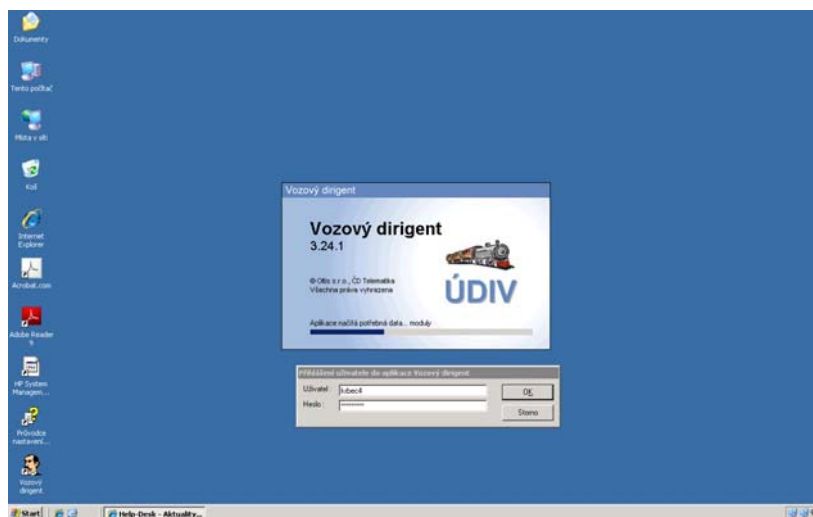 Dokumenty
Tento počítač
Místa v síti
Koš
Internet
Explorer
Acrobat.com
Adobe Reader
9
HP System
Managem...
Průvodce
nastavení...
Vozový
dirigent
Vozový dirigent
Vozový dirigent
3.24.1
© Oltis s.r.o., ČD Telematika
Všechna práva vyhrazena
ÚDIV
Aplikace načítá potřebná data... moduly
Přihlášení uživatele do aplikace Vozový dirigent
Uživatel:
Heslo:
OK
Storno
Start
Help-Desk - Aktuality...